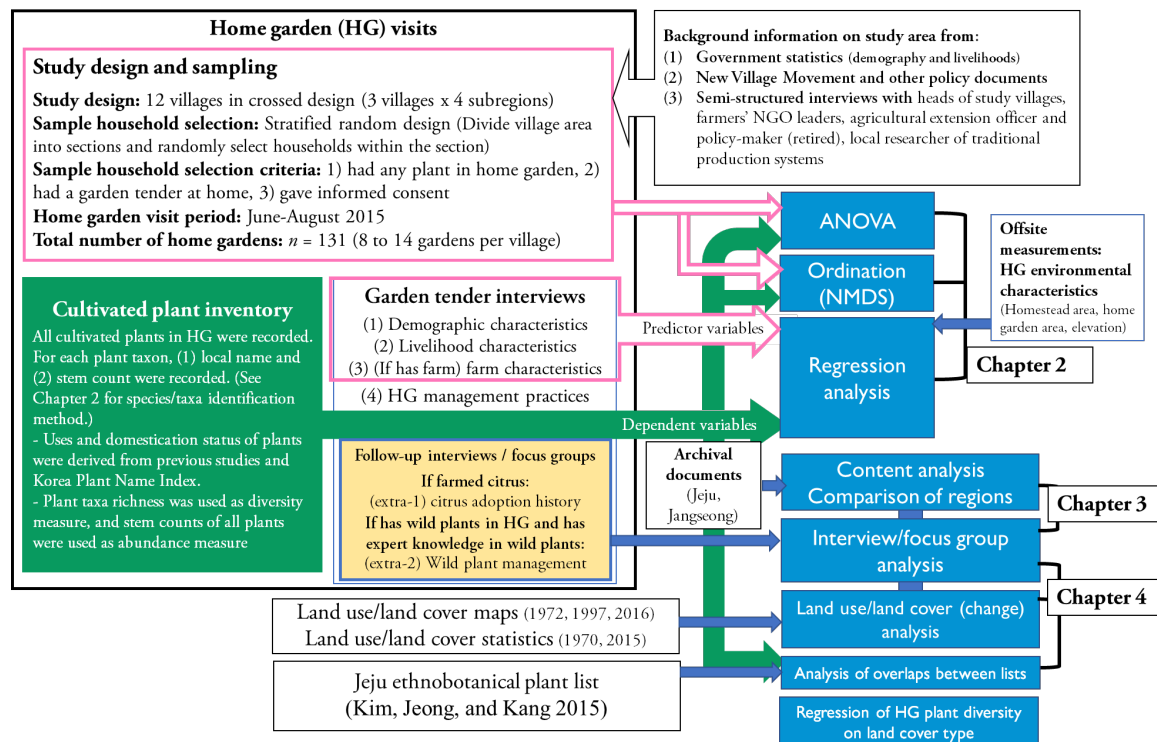 Home garden (HG) visits
Study design and sampling
Study design: 12 villages in crossed design (3 villages x 4 subregions)
Sample household selection: Stratified random design (Divide village area
into sections and randomly select households within the section)
Sample household selection criteria: 1) had any plant in home garden, 2)
had a garden tender at home, 3) gave informed consent
Home garden visit period: June-August 2015
Total number of home gardens: n = 131 (8 to 14 gardens per village)
Background information on study area from:
(1) Government statistics (demography and livelihoods)
(2) New Village Movement and other policy documents
(3) Semi-structured interviews with heads of study villages,
farmers' NGO leaders, agricultural extension officer and
policy-maker (retired), local researcher of traditional
production systems
Cultivated plant inventory
All cultivated plants in HG were recorded.
For each plant taxon, (1) local name and
(2) stem count were recorded. (See
Chapter 2 for species/taxa identification
method.)
- Uses and domestication status of plants
were derived from previous studies and
Korea Plant Name Index.
- Plant taxa richness was used as diversity
measure, and stem counts of all plants
were used as abundance measure
Garden tender interviews
(1) Demographic characteristics
(2) Livelihood characteristics
(3) (If has farm) farm characteristics
(4) HG management practices
Predictor variables
Dependent variables
Follow-up interviews / focus groups
If farmed citrus:
(extra-1) citrus adoption history
If has wild plants in HG and has
expert knowledge in wild plants:
(extra-2) Wild plant management
Archival
documents
(Jeju,
Jangseong)
ANOVA
Ordination
(NMDS)
Regression
analysis
Offsite
measurements:
HG environmental
characteristics
(Homestead area, home
garden area, elevation)
Chapter 2
Content analysis
Comparison of regions
Interview/focus group
analysis
Chapter 3
Land use/land cover (change)
analysis
Chapter 4
Analysis of overlaps between lists
Regression of HG plant diversity
on land cover type
Land use/land cover maps (1972, 1997, 2016)
Land use/land cover statistics (1970, 2015)
Jeju ethnobotanical plant list
(Kim, Jeong, and Kang 2015)